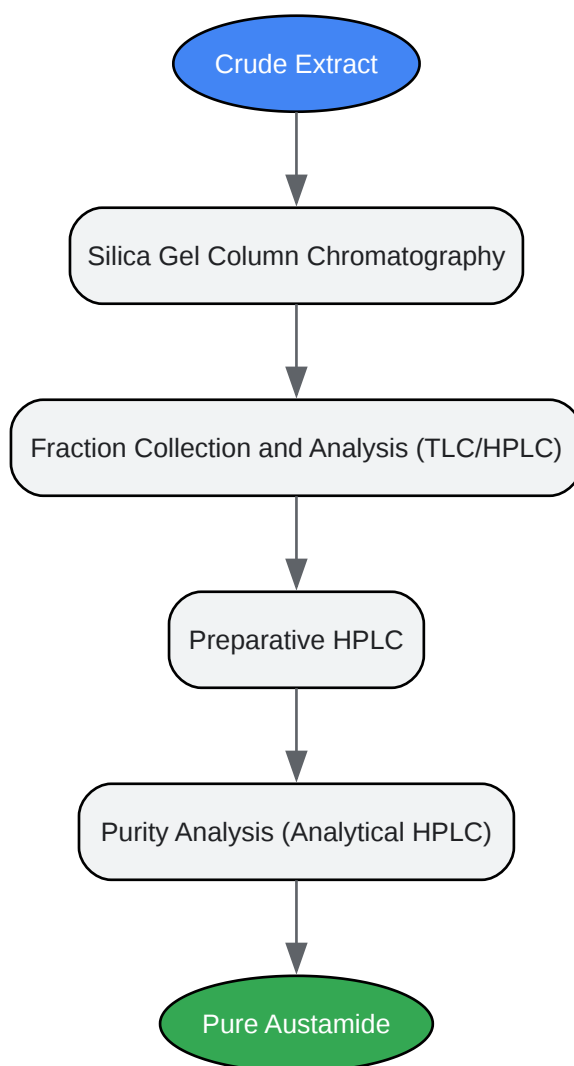 Crude Extract
Silica Gel Column Chromatography
Fraction Collection and Analysis (TLC/HPLC)
Preparative HPLC
Purity Analysis (Analytical HPLC)
Pure Austamide